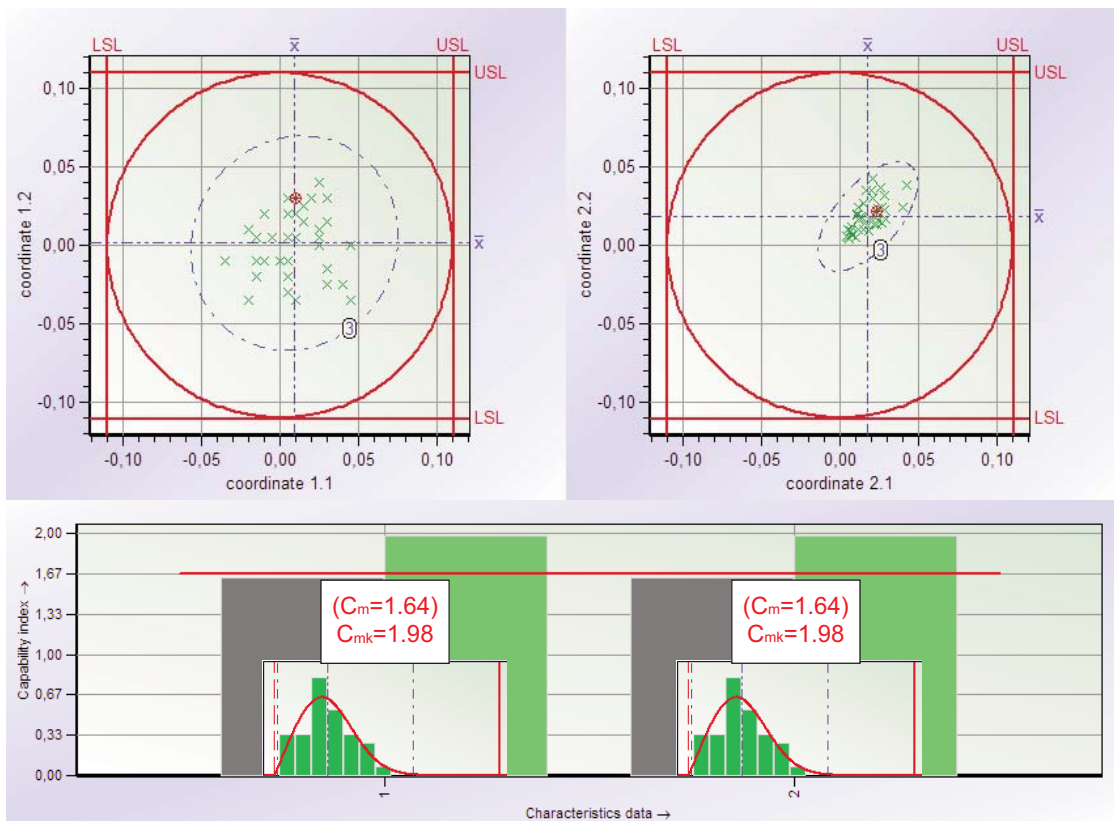 LSL x̄ USL
USL
0,10
0,05
0,00
-0,05
-0,10
coordinate 1.2
x̄
3
LSL
-0,10 -0,05 0,00 0,05 0,10
coordinate 1.1
LSL x̄ USL
USL
0,10
0,05
0,00
-0,05
-0,10
coordinate 2.2
x̄
3
LSL
-0,10 -0,05 0,00 0,05 0,10
coordinate 2.1
Capability index →
2,00
1,67
1,33
1,00
0,67
0,33
0,00
(Cm=1.64)
Cmk=1.98
(Cm=1.64)
Cmk=1.98
1 2
Characteristics data →